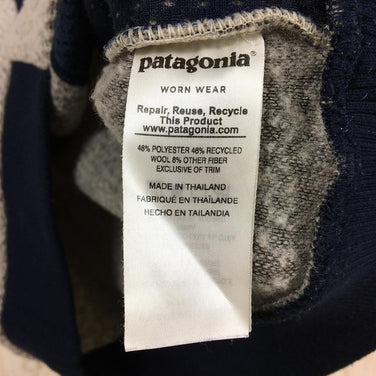 patagonia
WORN WEAR
Repair, Reuse, Recycle
This Product
www.patagonia.com
46% POLYESTER 46% RECYCLED
WOOL 8% OTHER FIBER
EXCLUSIVE OF TRIM
MADE IN THAILAND
FABRIQUÉ EN THAÏLANDE
HECHO EN TAILANDIA